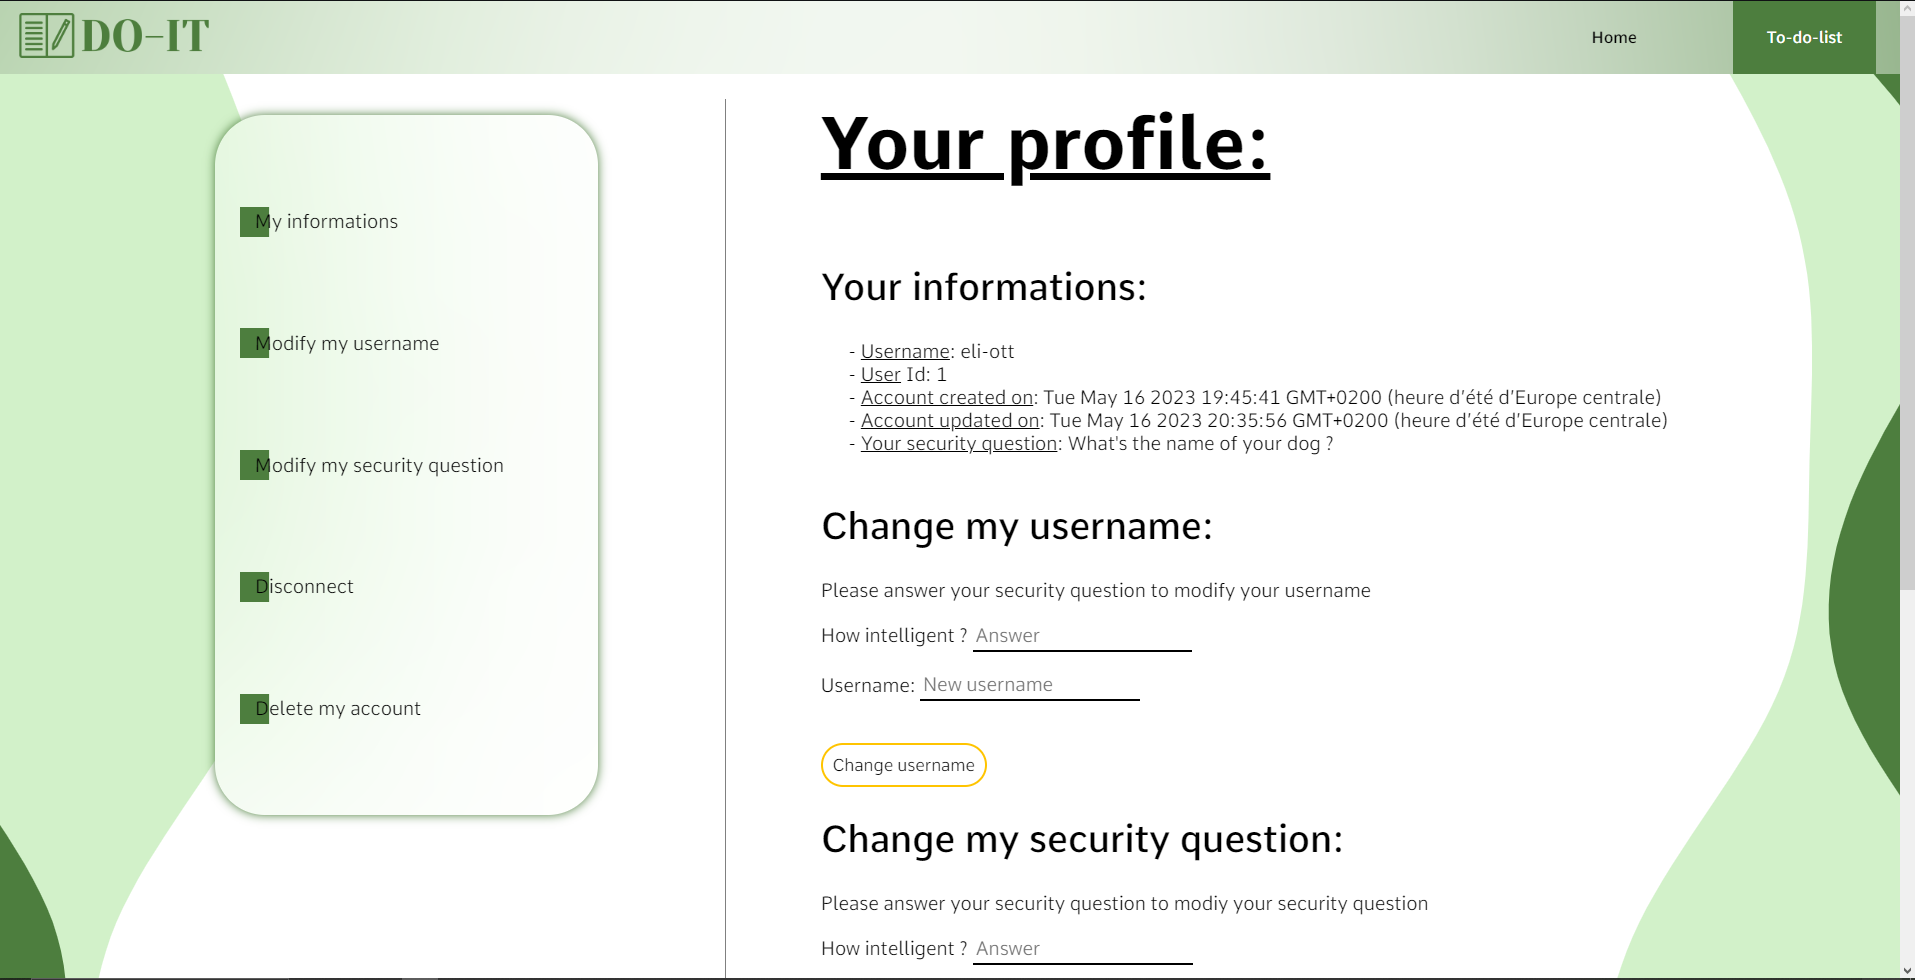 DO-IT
Home
To-do-list
My informations
Modify my username
Modify my security question
Disconnect
Delete my account
Your profile:
Your informations:
- Username: eli-ott
- User Id: 1
- Account created on: Tue May 16 2023 19:45:41 GMT+0200 (heure d’été d’Europe centrale)
- Account updated on: Tue May 16 2023 20:35:56 GMT+0200 (heure d’été d’Europe centrale)
- Your security question: What's the name of your dog ?
Change my username:
Please answer your security question to modify your username
How intelligent ? Answer
Username: New username
Change username
Change my security question:
Please answer your security question to modiy your security question
How intelligent ? Answer